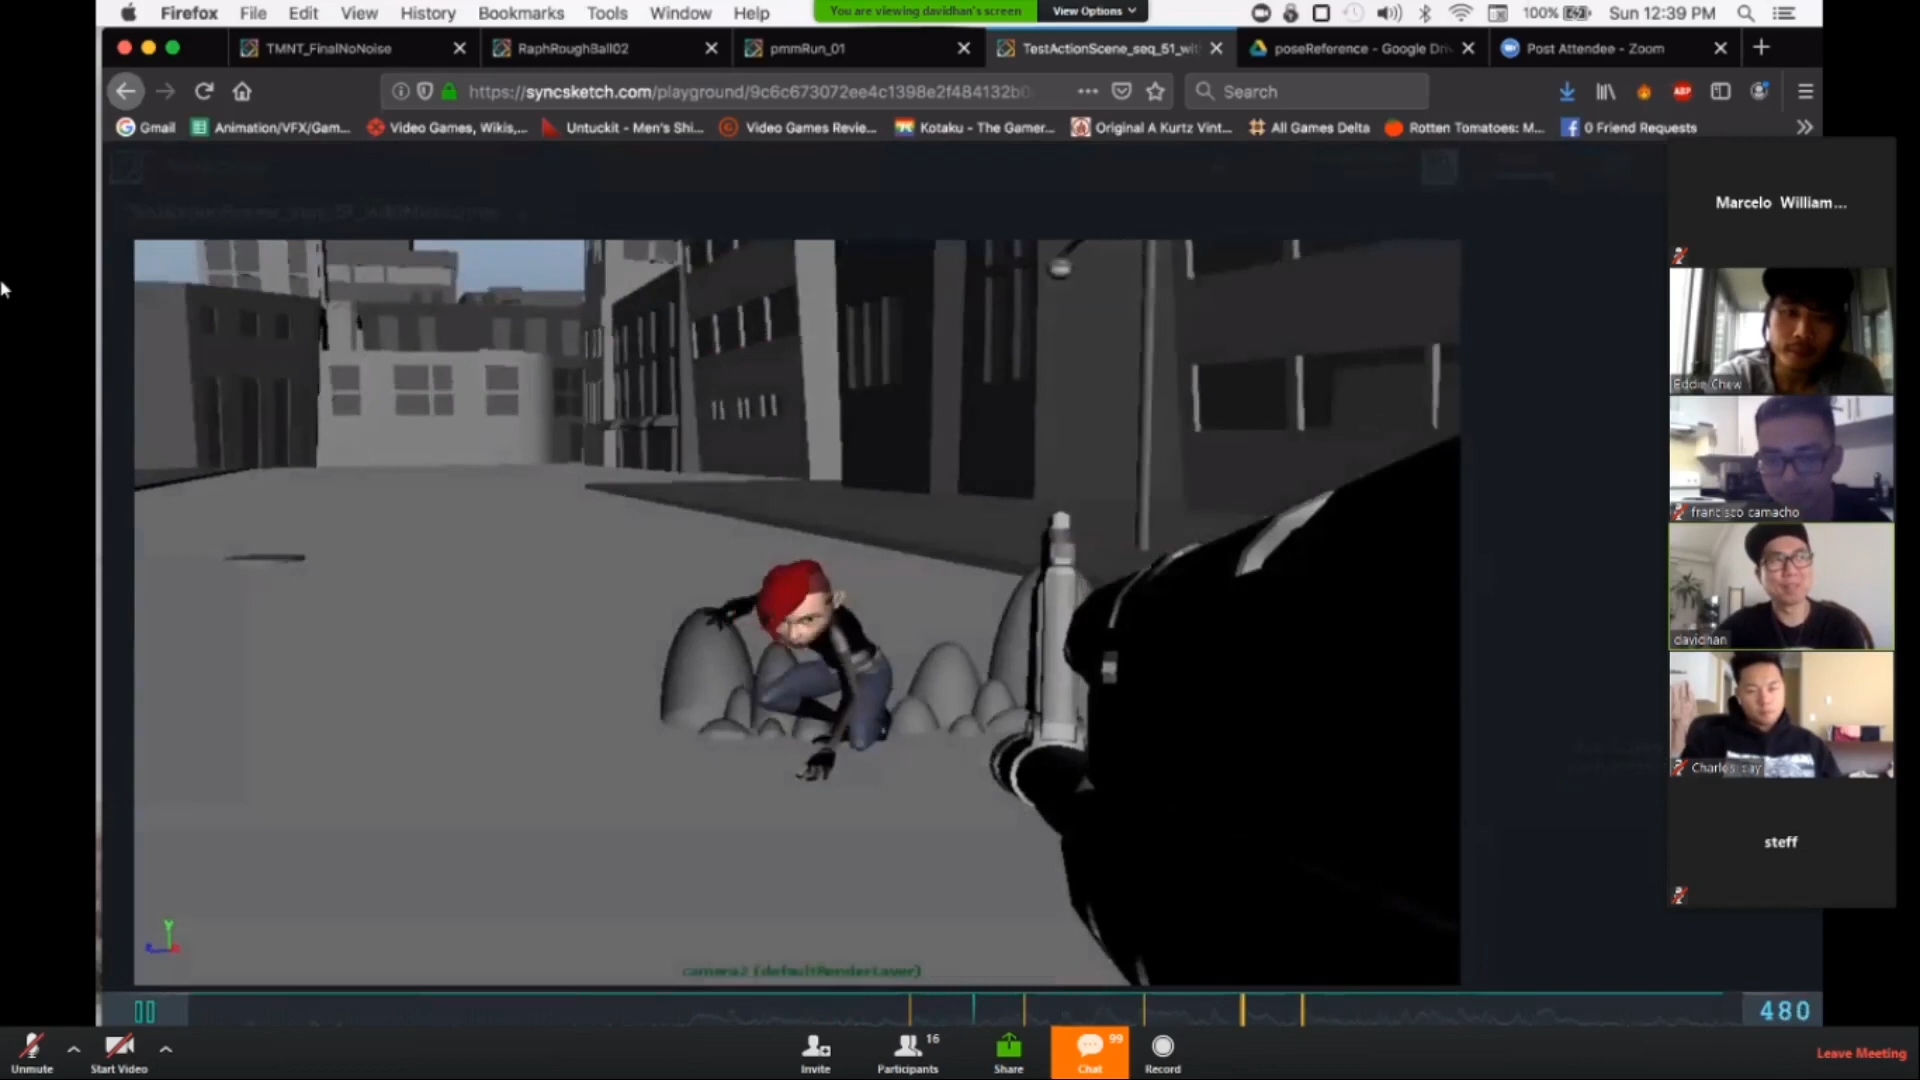 Firefox File Edit View History Bookmarks Tools Window Help
You are viewing davidhan's screen View Options
100% Sun 12:39 PM
TMNT_FinalNoNoise RaphRoughBall02 pmmRun_01 TestActionScene_seq_51_wit poseReference - Google Dri Post Attendee - Zoom
https://syncsketch.com/playground/9c6c673072ee4c1398e2f484132b0 Search
ABP
Gmail Animation/VFX/Gam... Video Games, Wikis,... Untuckit - Men's Shi... Video Games Revie... Kotaku - The Gamer... Original A Kurtz Vint... All Games Delta Rotten Tomatoes: M... 0 Friend Requests
Marcelo William...
Eddie Chew
francisco camacho
davidhan
steff
Y
camera2 (defaultRenderLayer)
480
Unmute Start Video Invite Participants 16 Share Chat 99 Record Leave Meeting